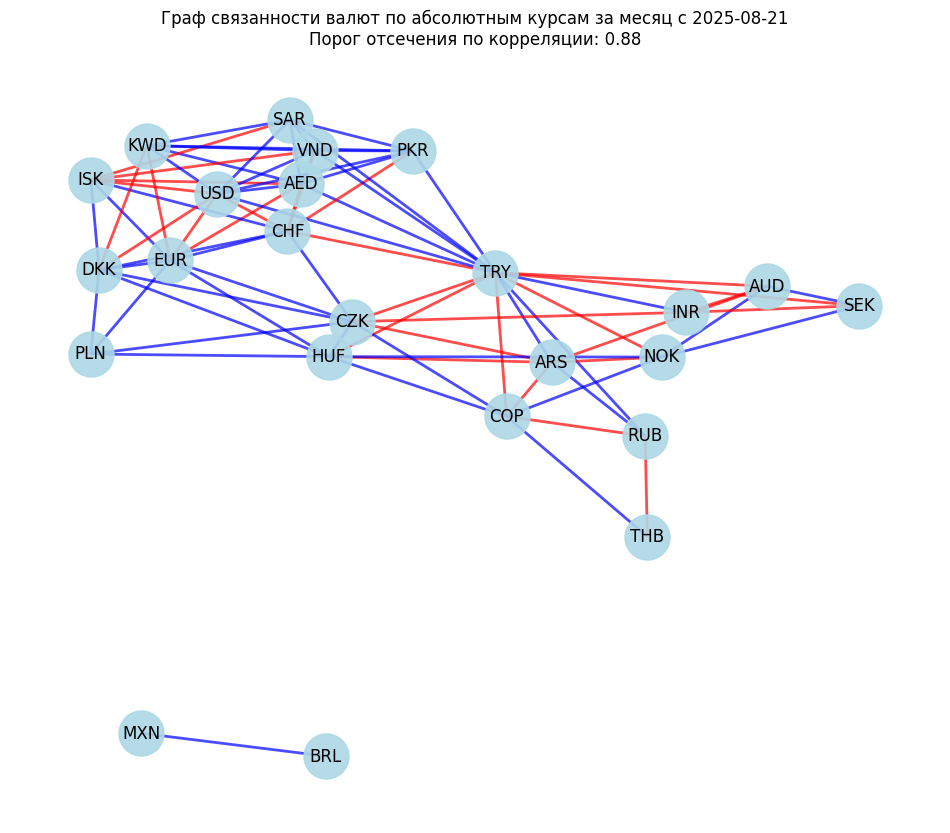 Граф связанности валют по абсолютным курсам за месяц с 2025-08-21
Порог отсечения по корреляции: 0.88
SAR
KWD
VND
PKR
ISK
AED
USD
CHF
EUR
DKK
TRY
AUD
SEK
INR
CZK
PLN
HUF
NOK
ARS
COP
RUB
THB
MXN
BRL